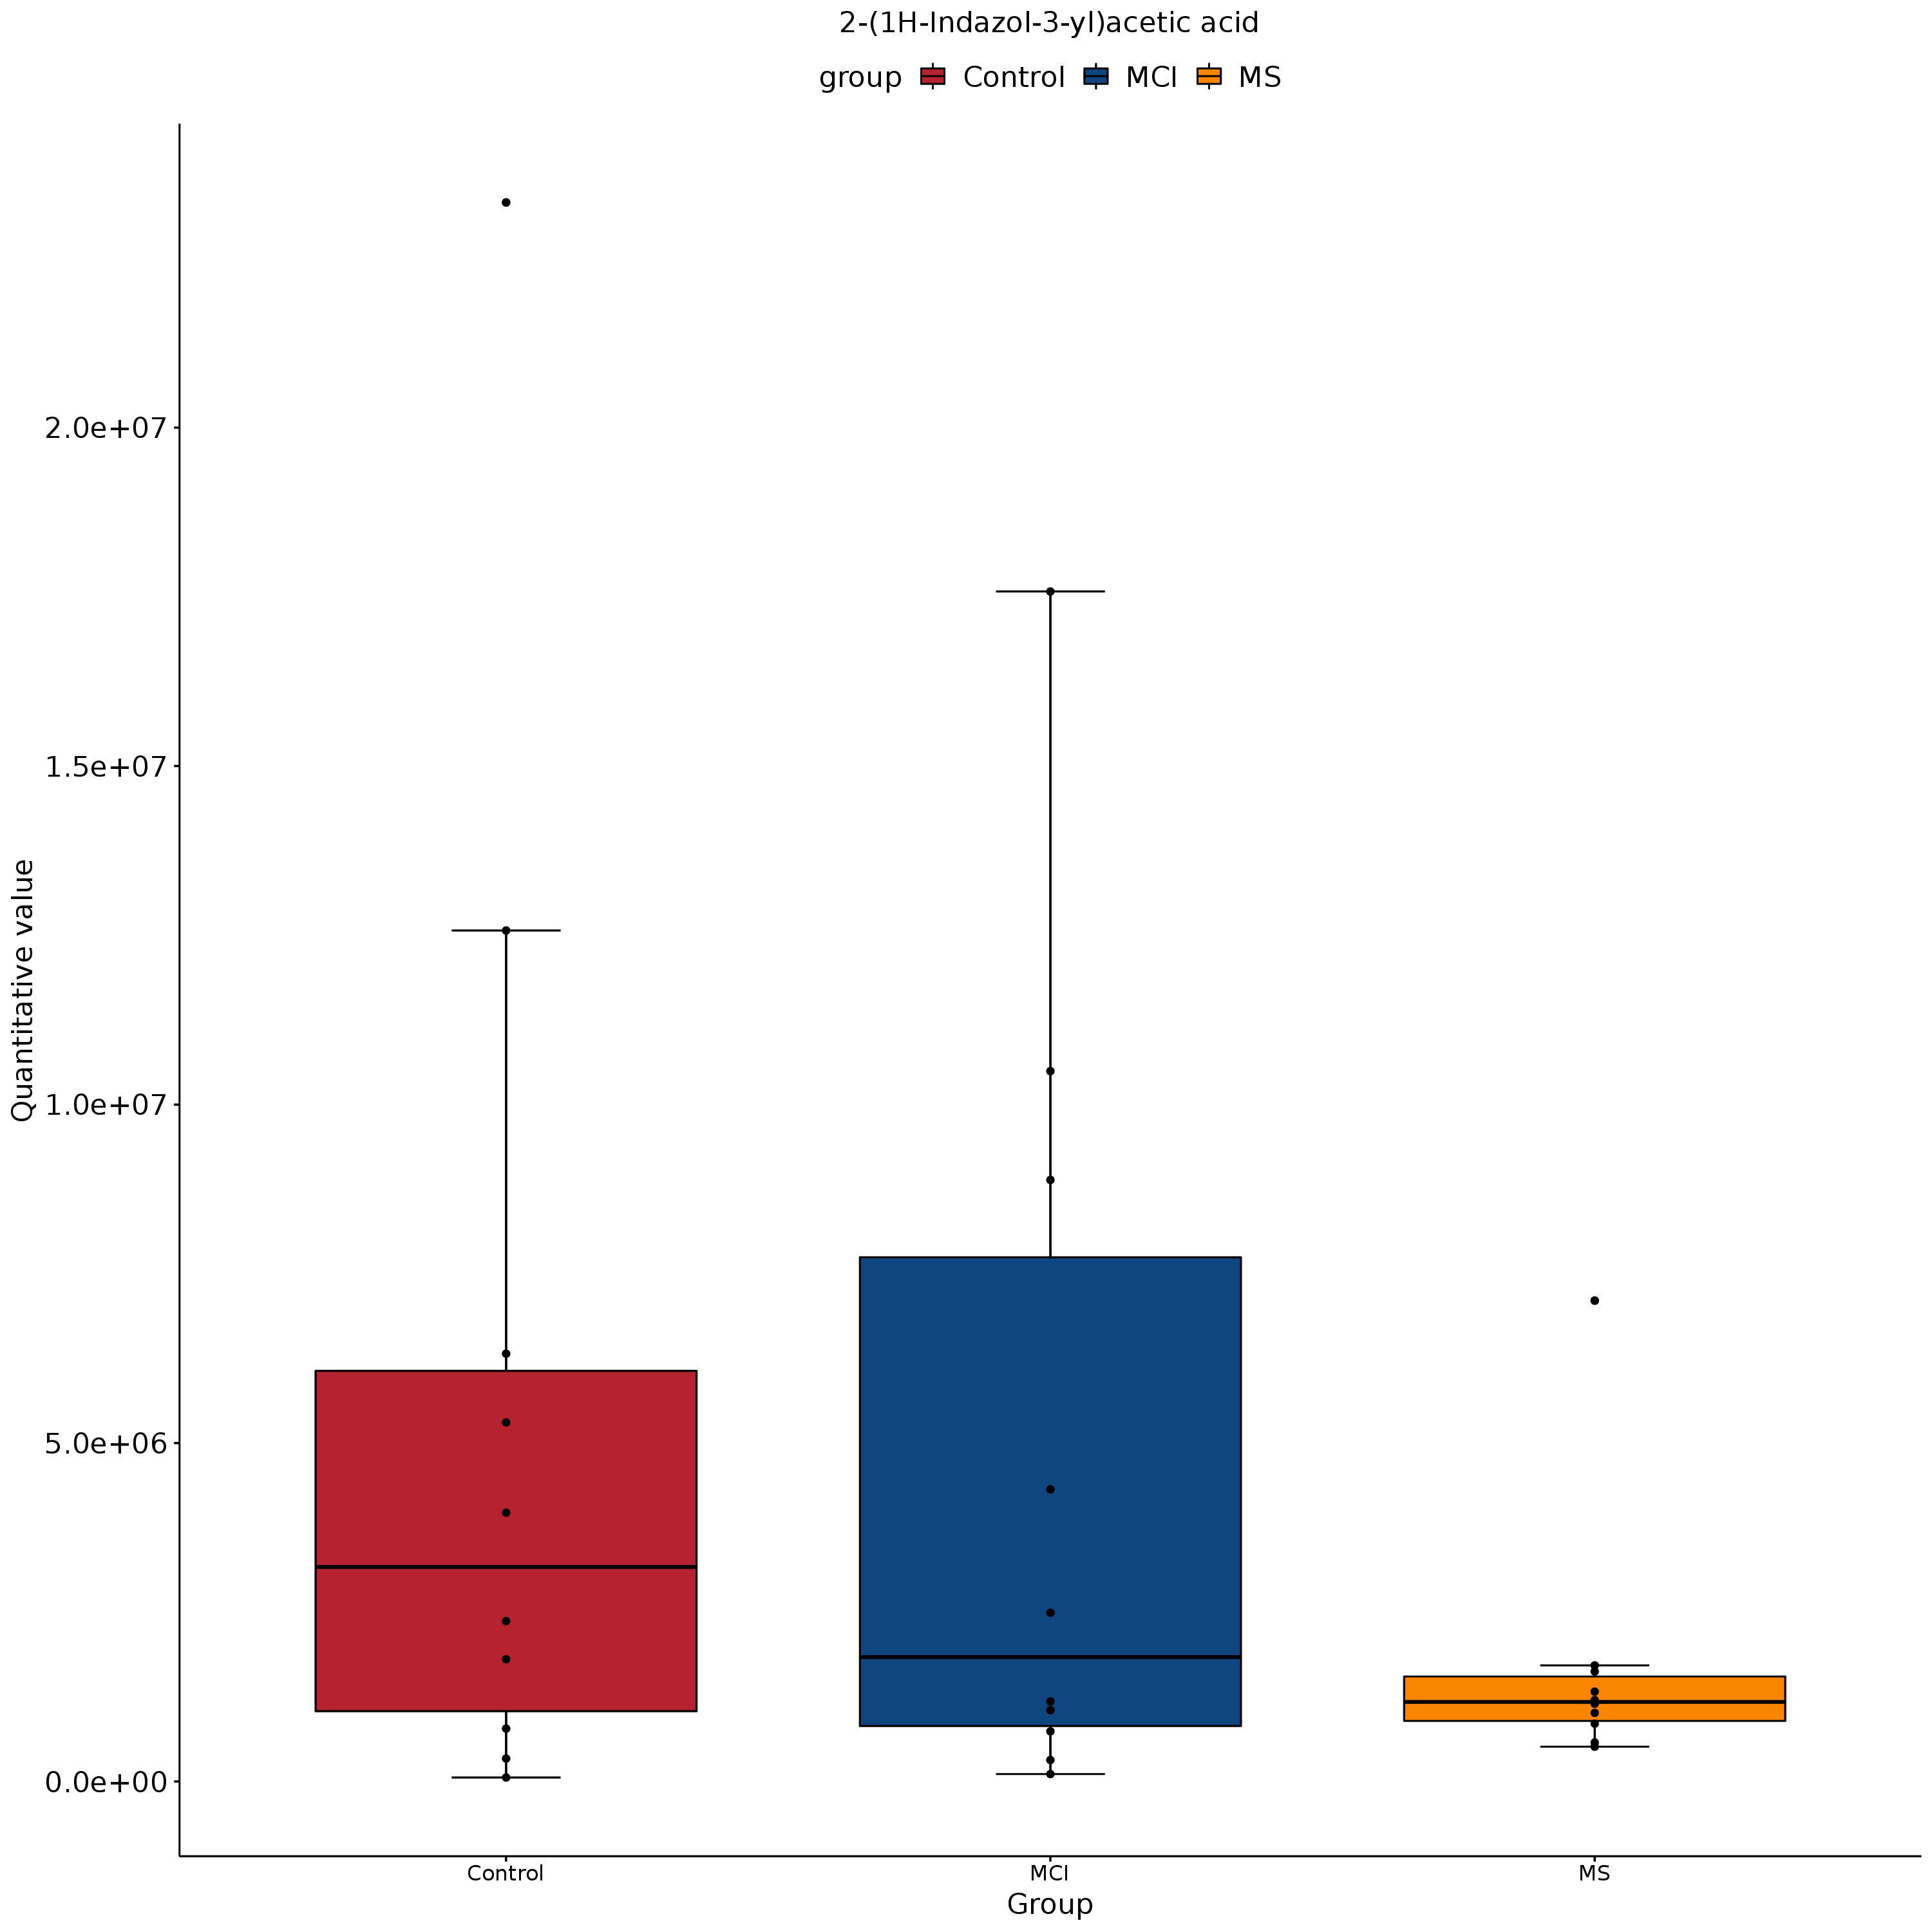 2-(1H-Indazol-3-yl)acetic acid
group Control MCI MS
Quantitative value
2.0e+07
1.5e+07
1.0e+07
5.0e+06
0.0e+00
Control MCI MS
Group